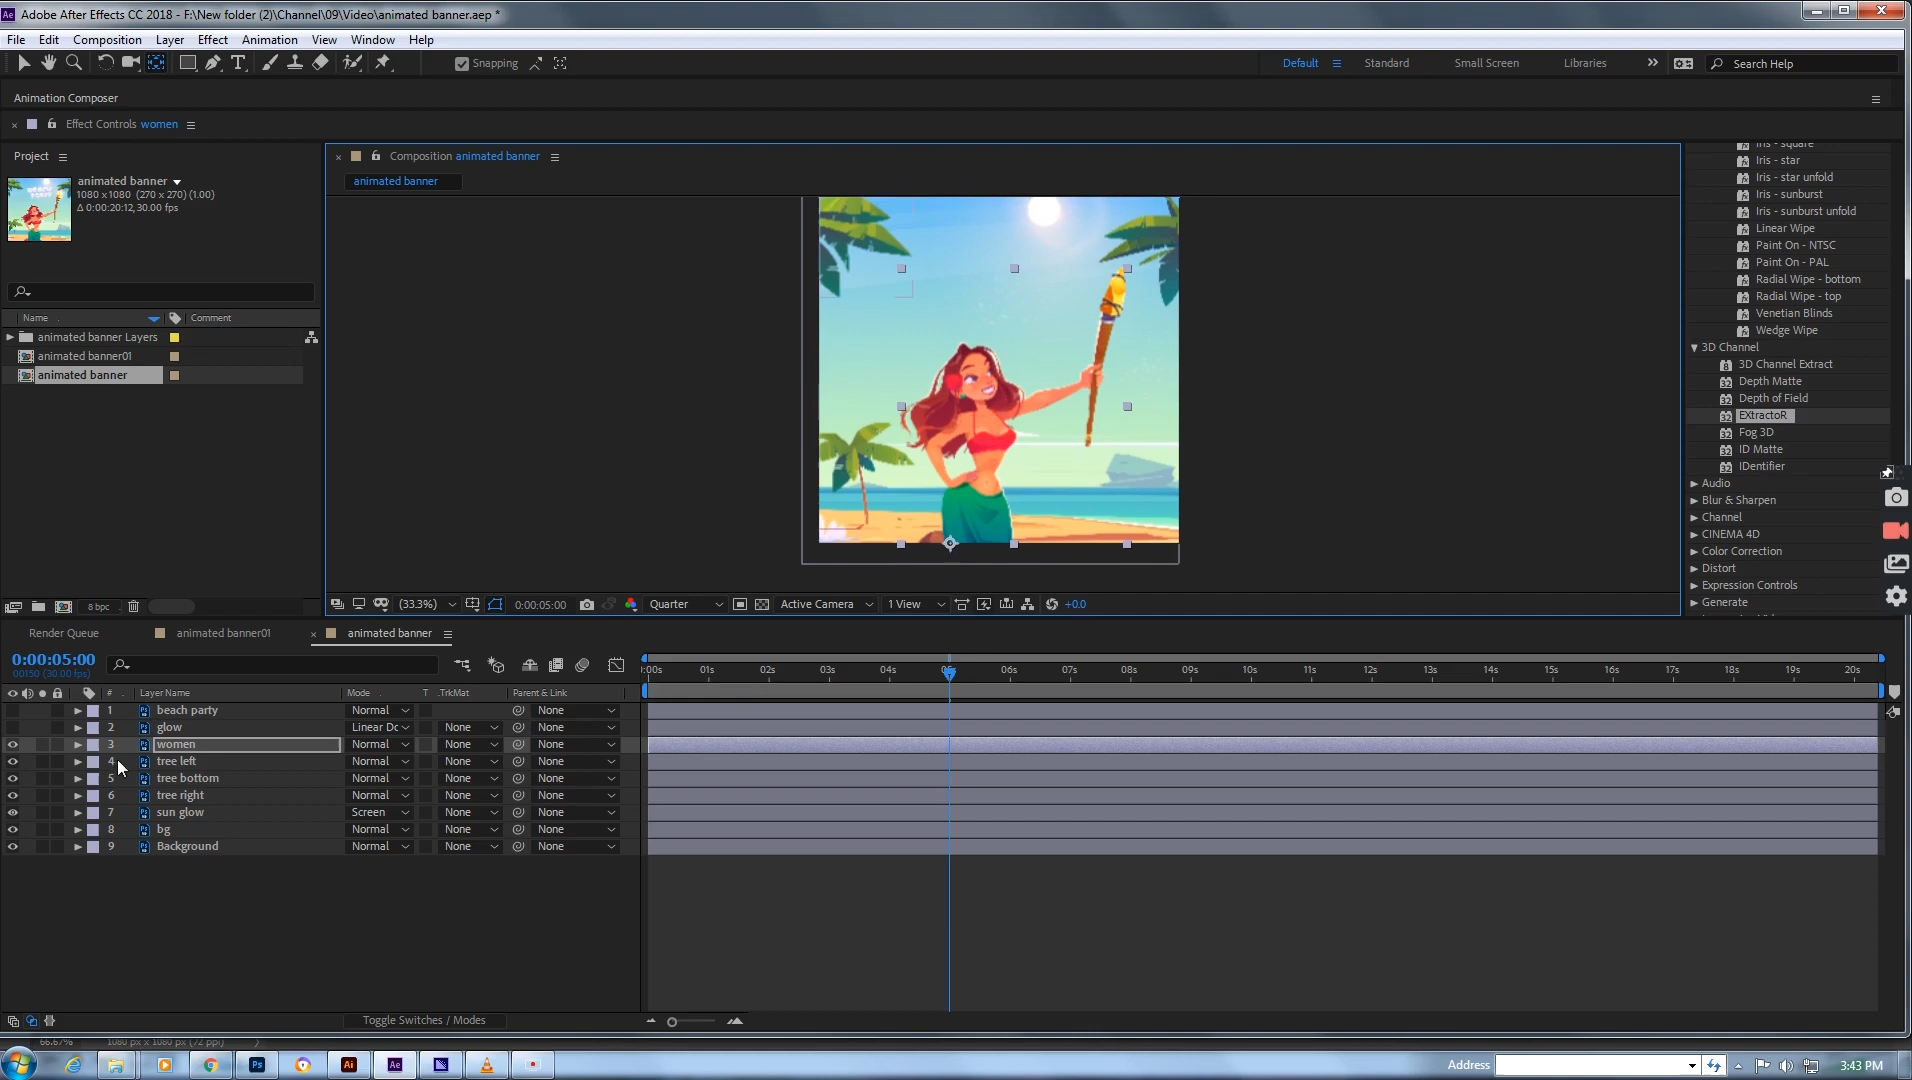 Adobe After Effects CC 2018 - F:\New folder (2)\Channel\09\Video\animated banner.aep *
File Edit Composition Layer Effect Animation View Window Help
Snapping
Default Standard Small Screen Libraries Search Help
Animation Composer
Effect Controls women
Project
Composition animated banner
animated banner
animated banner
1080 x1080 (270 x 270) (1.00)
Δ 0:00:20:12, 30.00 fps
Name Comment
animated banner Layers
animated banner01
animated banner
8 bpc
(33.3%) 0:00:05:00 Quarter Active Camera 1 View +0.0
Iris - square
Iris - star
Iris - star unfold
Iris - sunburst
Iris - sunburst unfold
Linear Wipe
Paint On - NTSC
Paint On - PAL
Radial Wipe - bottom
Radial Wipe - top
Venetian Blinds
Wedge Wipe
3D Channel
3D Channel Extract
Depth Matte
Depth of Field
EXtractoR
Fog 3D
ID Matte
IDentifier
Audio
Blur & Sharpen
Channel
CINEMA 4D
Color Correction
Distort
Expression Controls
Generate
Render Queue animated banner01 animated banner
0:00:05:00
00150 (30.00 fps)
:00s 01s 02s 03s 04s 05s 06s 07s 08s 09s 10s 11s 12s 13s 14s 15s 16s 17s 18s 19s 20s
# Layer Name Mode T .TrkMat Parent & Link
1 beach party Normal None
2 glow Linear Dc None None
3 women Normal None None
4 tree left Normal None None
5 tree bottom Normal None None
6 tree right Normal None None
7 sun glow Screen None None
8 bg Normal None None
9 Background Normal None None
Toggle Switches / Modes
66.67% 1080 px x 1080 px (72 ppi)
Ps Ai Ae
Address 3:43 PM